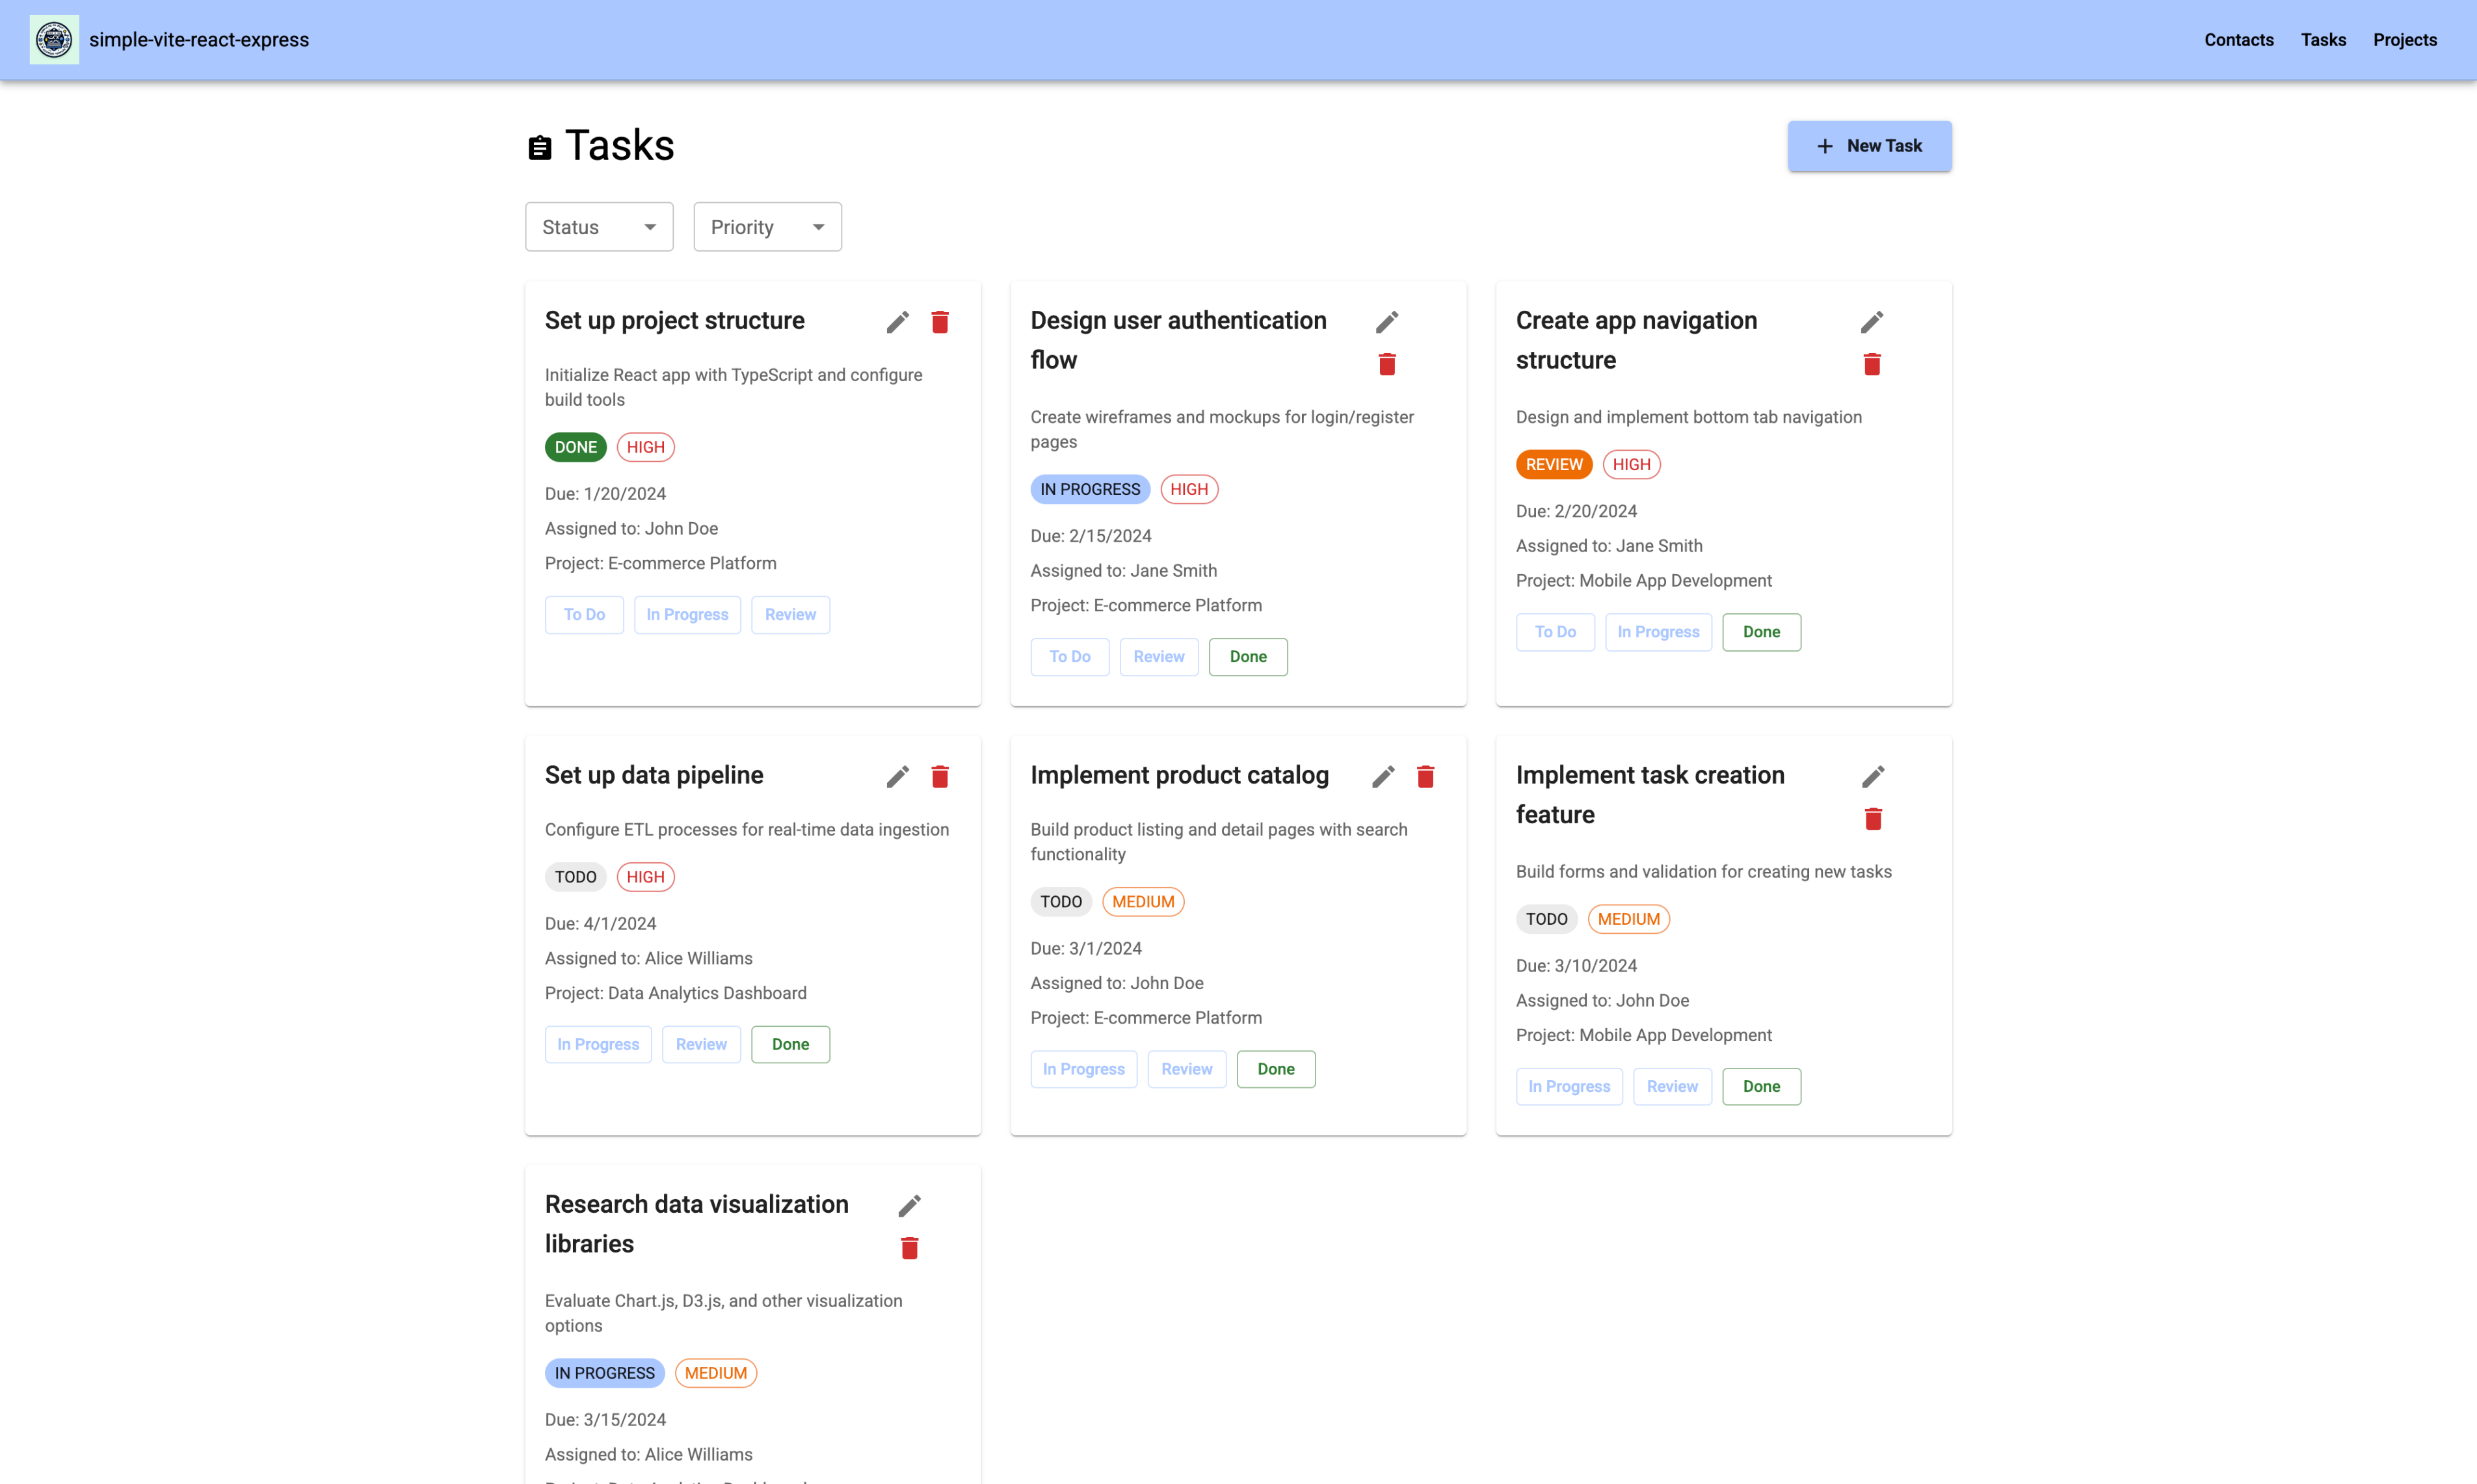 simple-vite-react-express
Contacts
Tasks
Projects
Tasks
New Task
Status
Priority
Set up project structure
Initialize React app with TypeScript and configure
build tools
DONE
HIGH
Due: 1/20/2024
Assigned to: John Doe
Project: E-commerce Platform
To Do
In Progress
Review
Design user authentication
flow
Create wireframes and mockups for login/register
pages
IN PROGRESS
HIGH
Due: 2/15/2024
Assigned to: Jane Smith
Project: E-commerce Platform
To Do
Review
Done
Create app navigation
structure
Design and implement bottom tab navigation
REVIEW
HIGH
Due: 2/20/2024
Assigned to: Jane Smith
Project: Mobile App Development
To Do
In Progress
Done
Set up data pipeline
Configure ETL processes for real-time data ingestion
TODO
HIGH
Due: 4/1/2024
Assigned to: Alice Williams
Project: Data Analytics Dashboard
In Progress
Review
Done
Implement product catalog
Build product listing and detail pages with search
functionality
TODO
MEDIUM
Due: 3/1/2024
Assigned to: John Doe
Project: E-commerce Platform
In Progress
Review
Done
Implement task creation
feature
Build forms and validation for creating new tasks
TODO
MEDIUM
Due: 3/10/2024
Assigned to: John Doe
Project: Mobile App Development
In Progress
Review
Done
Research data visualization
libraries
Evaluate Chart.js, D3.js, and other visualization
options
IN PROGRESS
MEDIUM
Due: 3/15/2024
Assigned to: Alice Williams